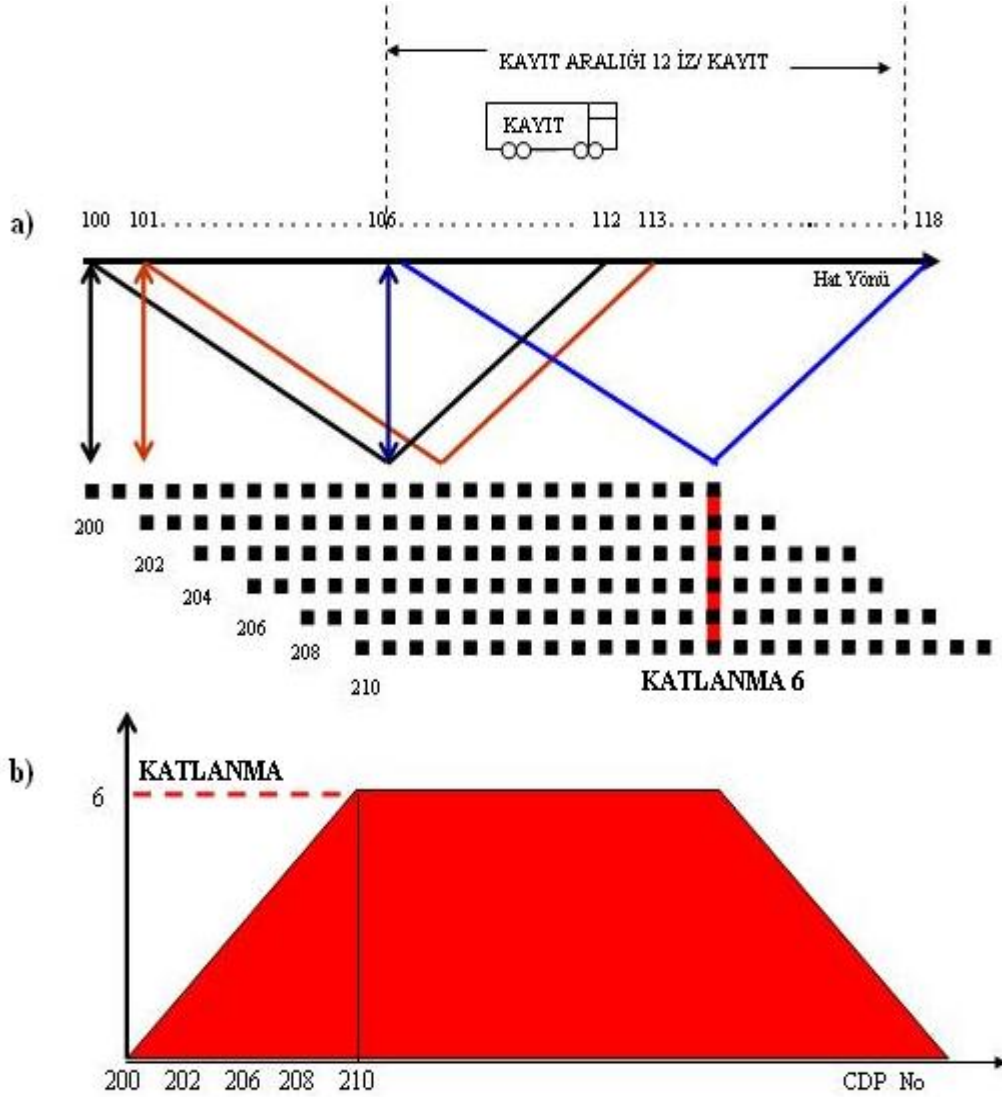 KAYIT ARALIĞI 12 İZ/ KAYIT
KAYIT
a)
100 101 106 112 113 118
Hat Yönü
200
202
204
206
208
210
KATLANMA 6
b)
KATLANMA
6
200 202 206 208 210 CDP No